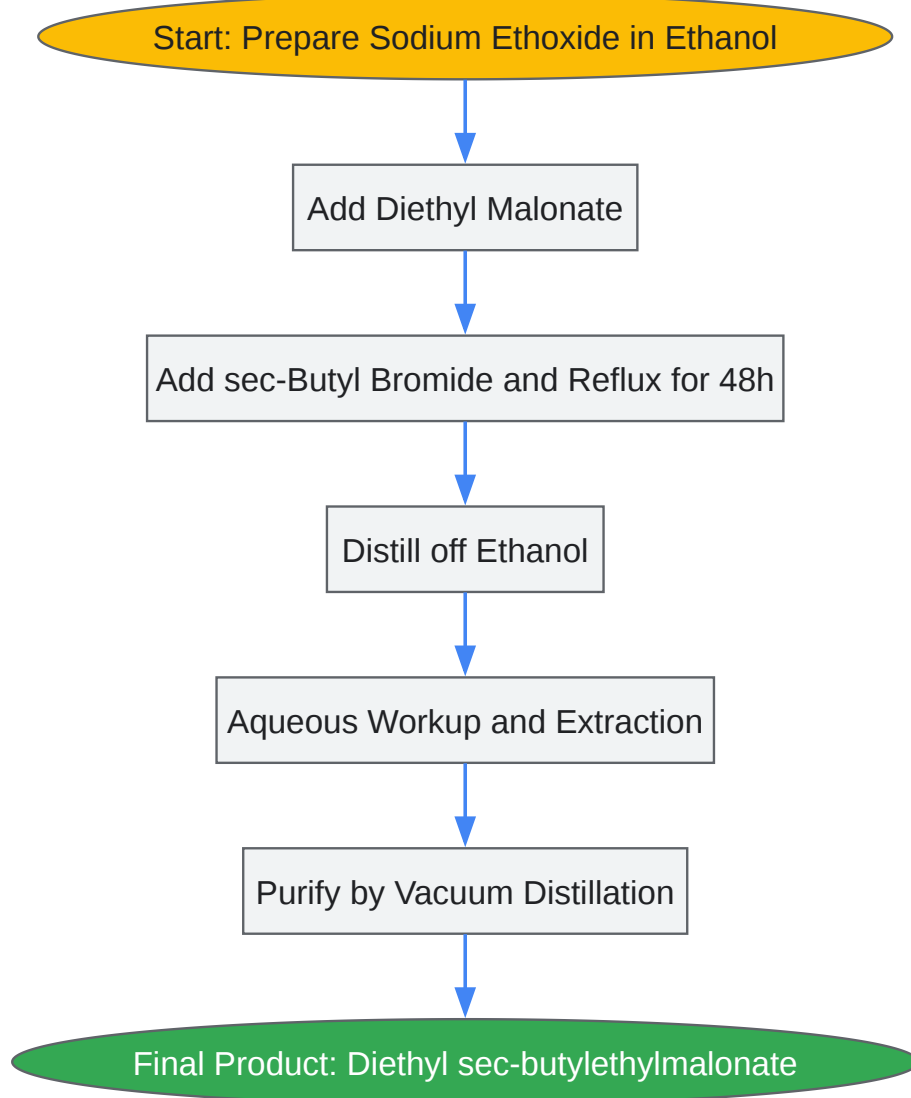 Start: Prepare Sodium Ethoxide in Ethanol
Add Diethyl Malonate
Add sec-Butyl Bromide and Reflux for 48h
Distill off Ethanol
Aqueous Workup and Extraction
Purify by Vacuum Distillation
Final Product: Diethyl sec-butylethylmalonate